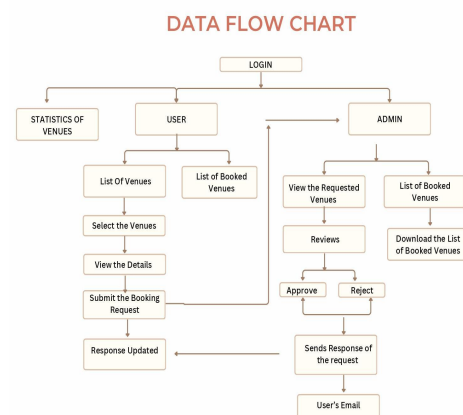 DATA FLOW CHART
LOGIN
STATISTICS OF
VENUES
USER
ADMIN
List Of Venues
List of Booked
Venues
View the Requested
Venues
List of Booked
Venues
Select the Venues
Reviews
Download the List
of Booked Venues
View the Details
Approve
Reject
Submit the Booking
Request
Response Updated
Sends Response of
the request
User's Email